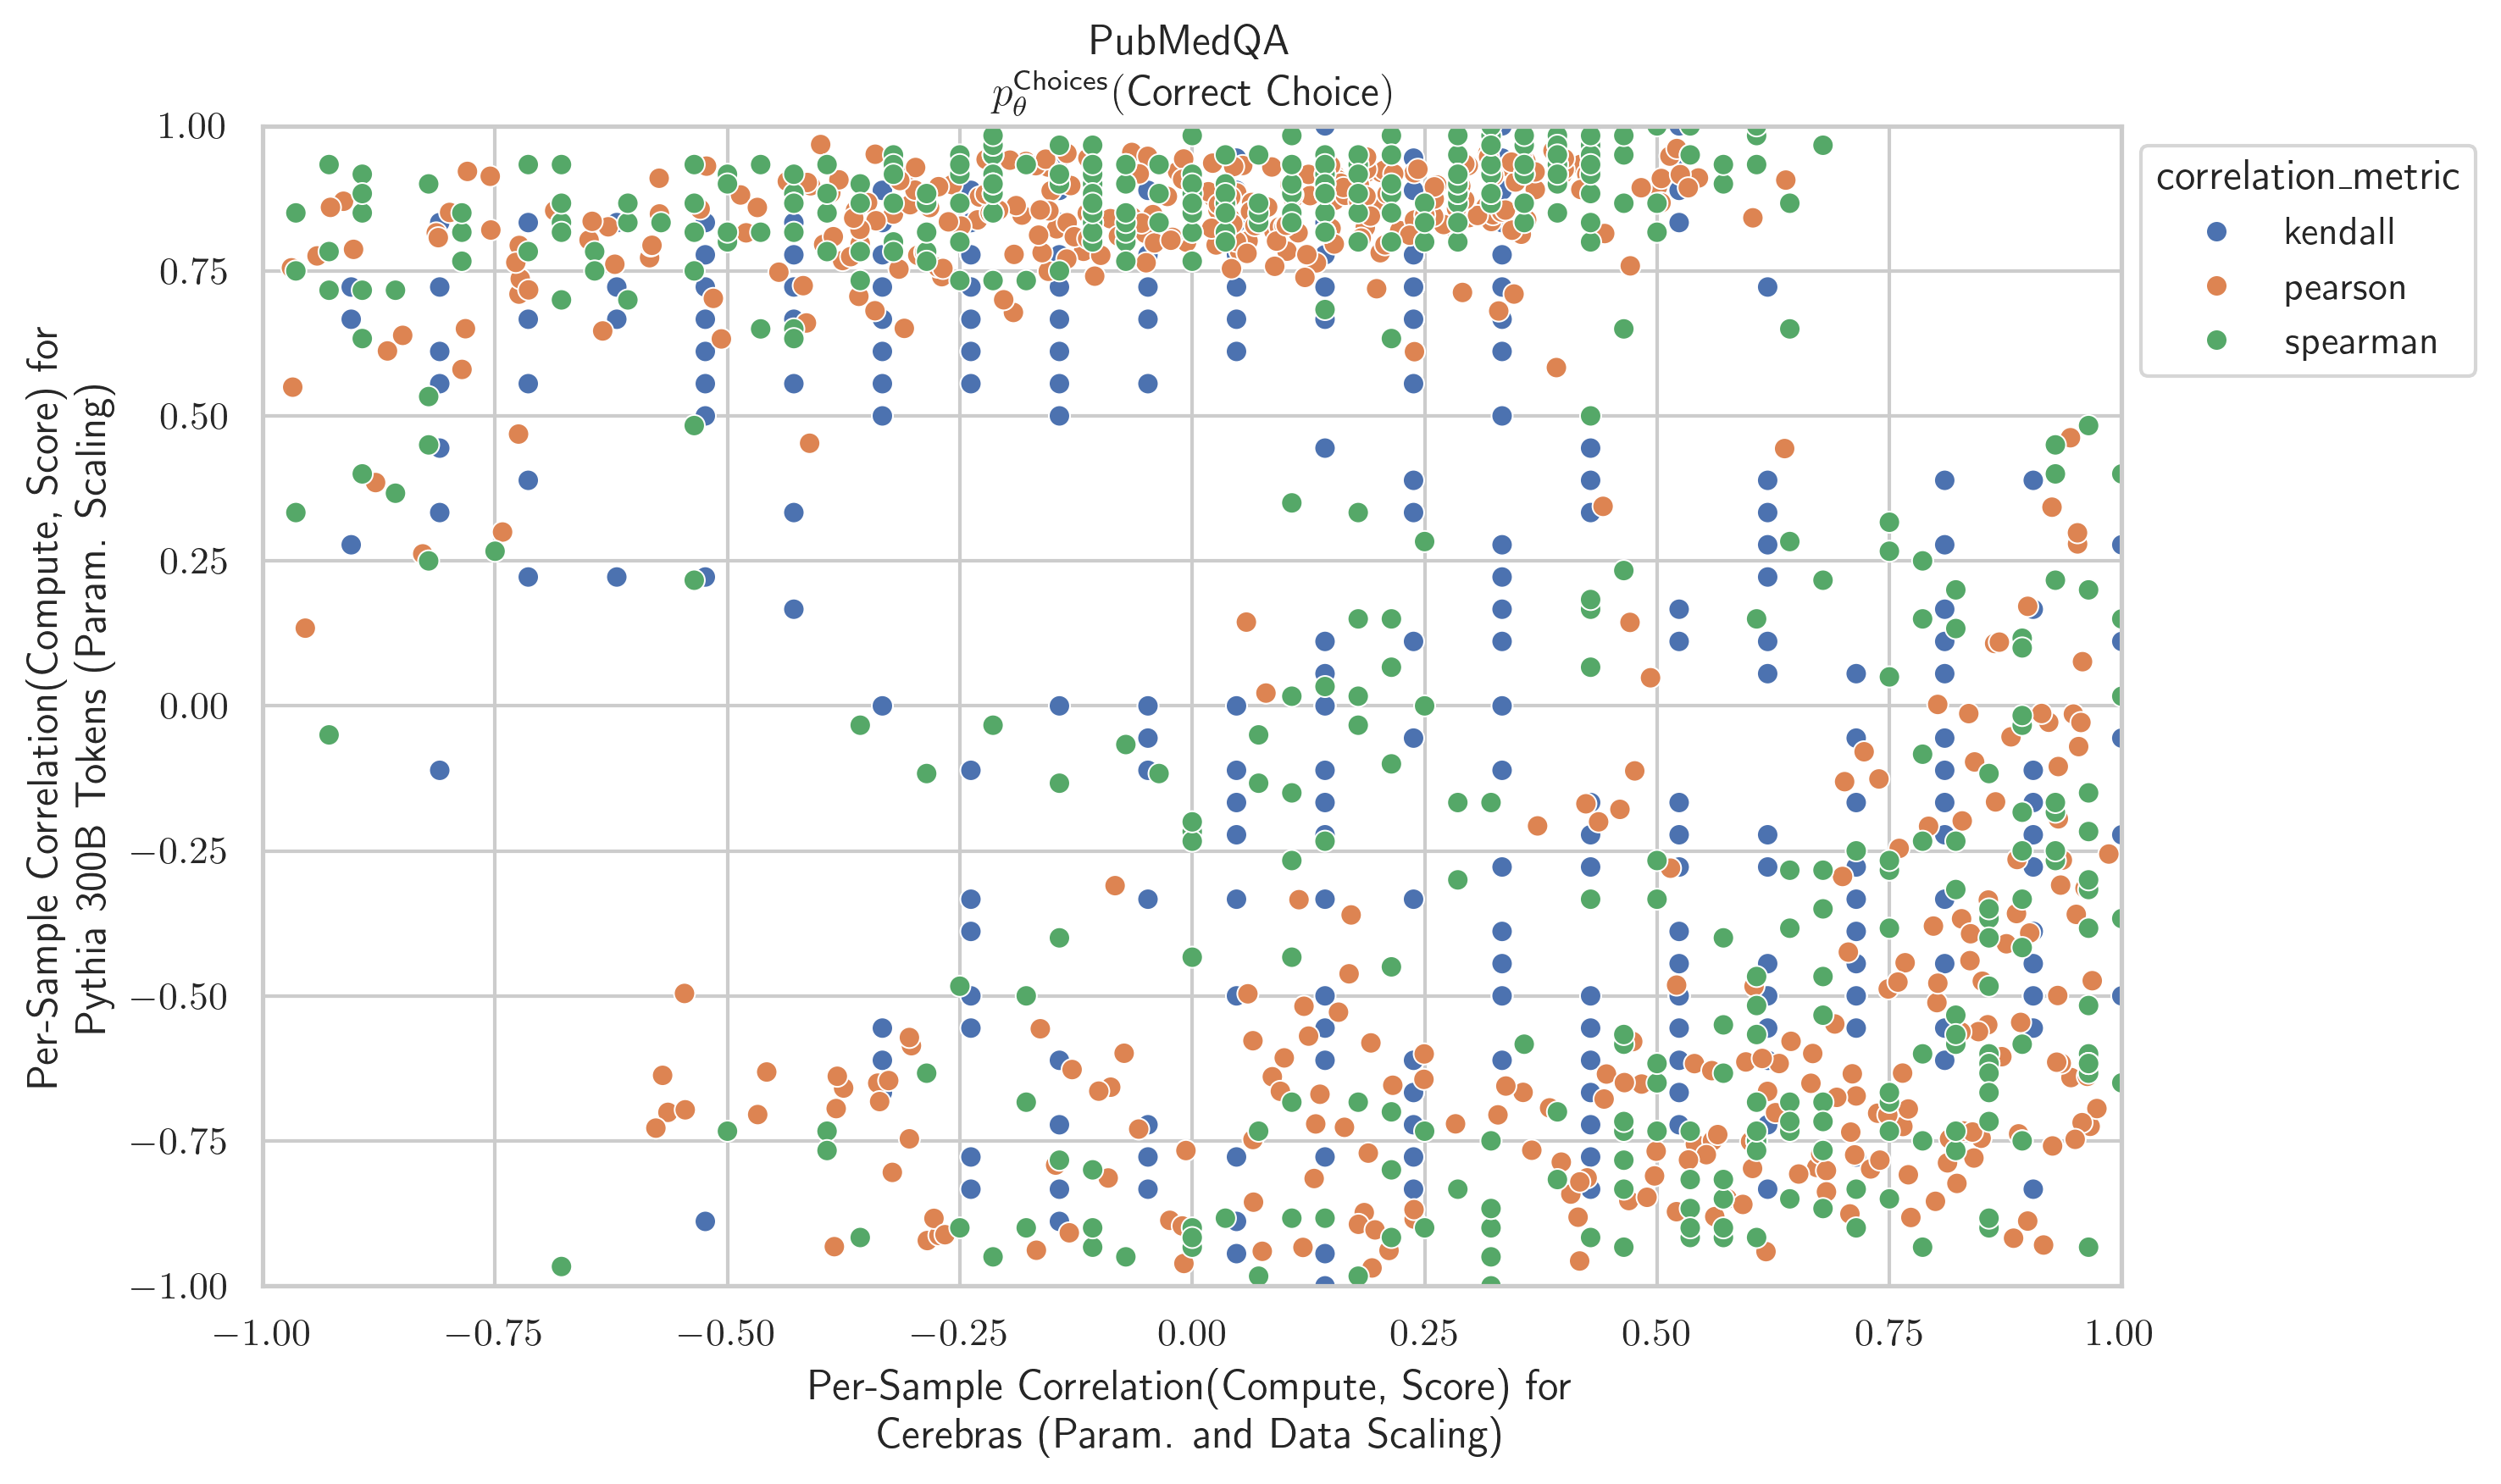 PubMedQA
p_θ^Choices(Correct Choice)
1.00
0.75
0.50
0.25
0.00
−0.25
−0.50
−0.75
−1.00
Per-Sample Correlation(Compute, Score) for
Pythia 300B Tokens (Param. Scaling)
−1.00 −0.75 −0.50 −0.25 0.00 0.25 0.50 0.75 1.00
Per-Sample Correlation(Compute, Score) for
Cerebras (Param. and Data Scaling)
correlation_metric
kendall
pearson
spearman